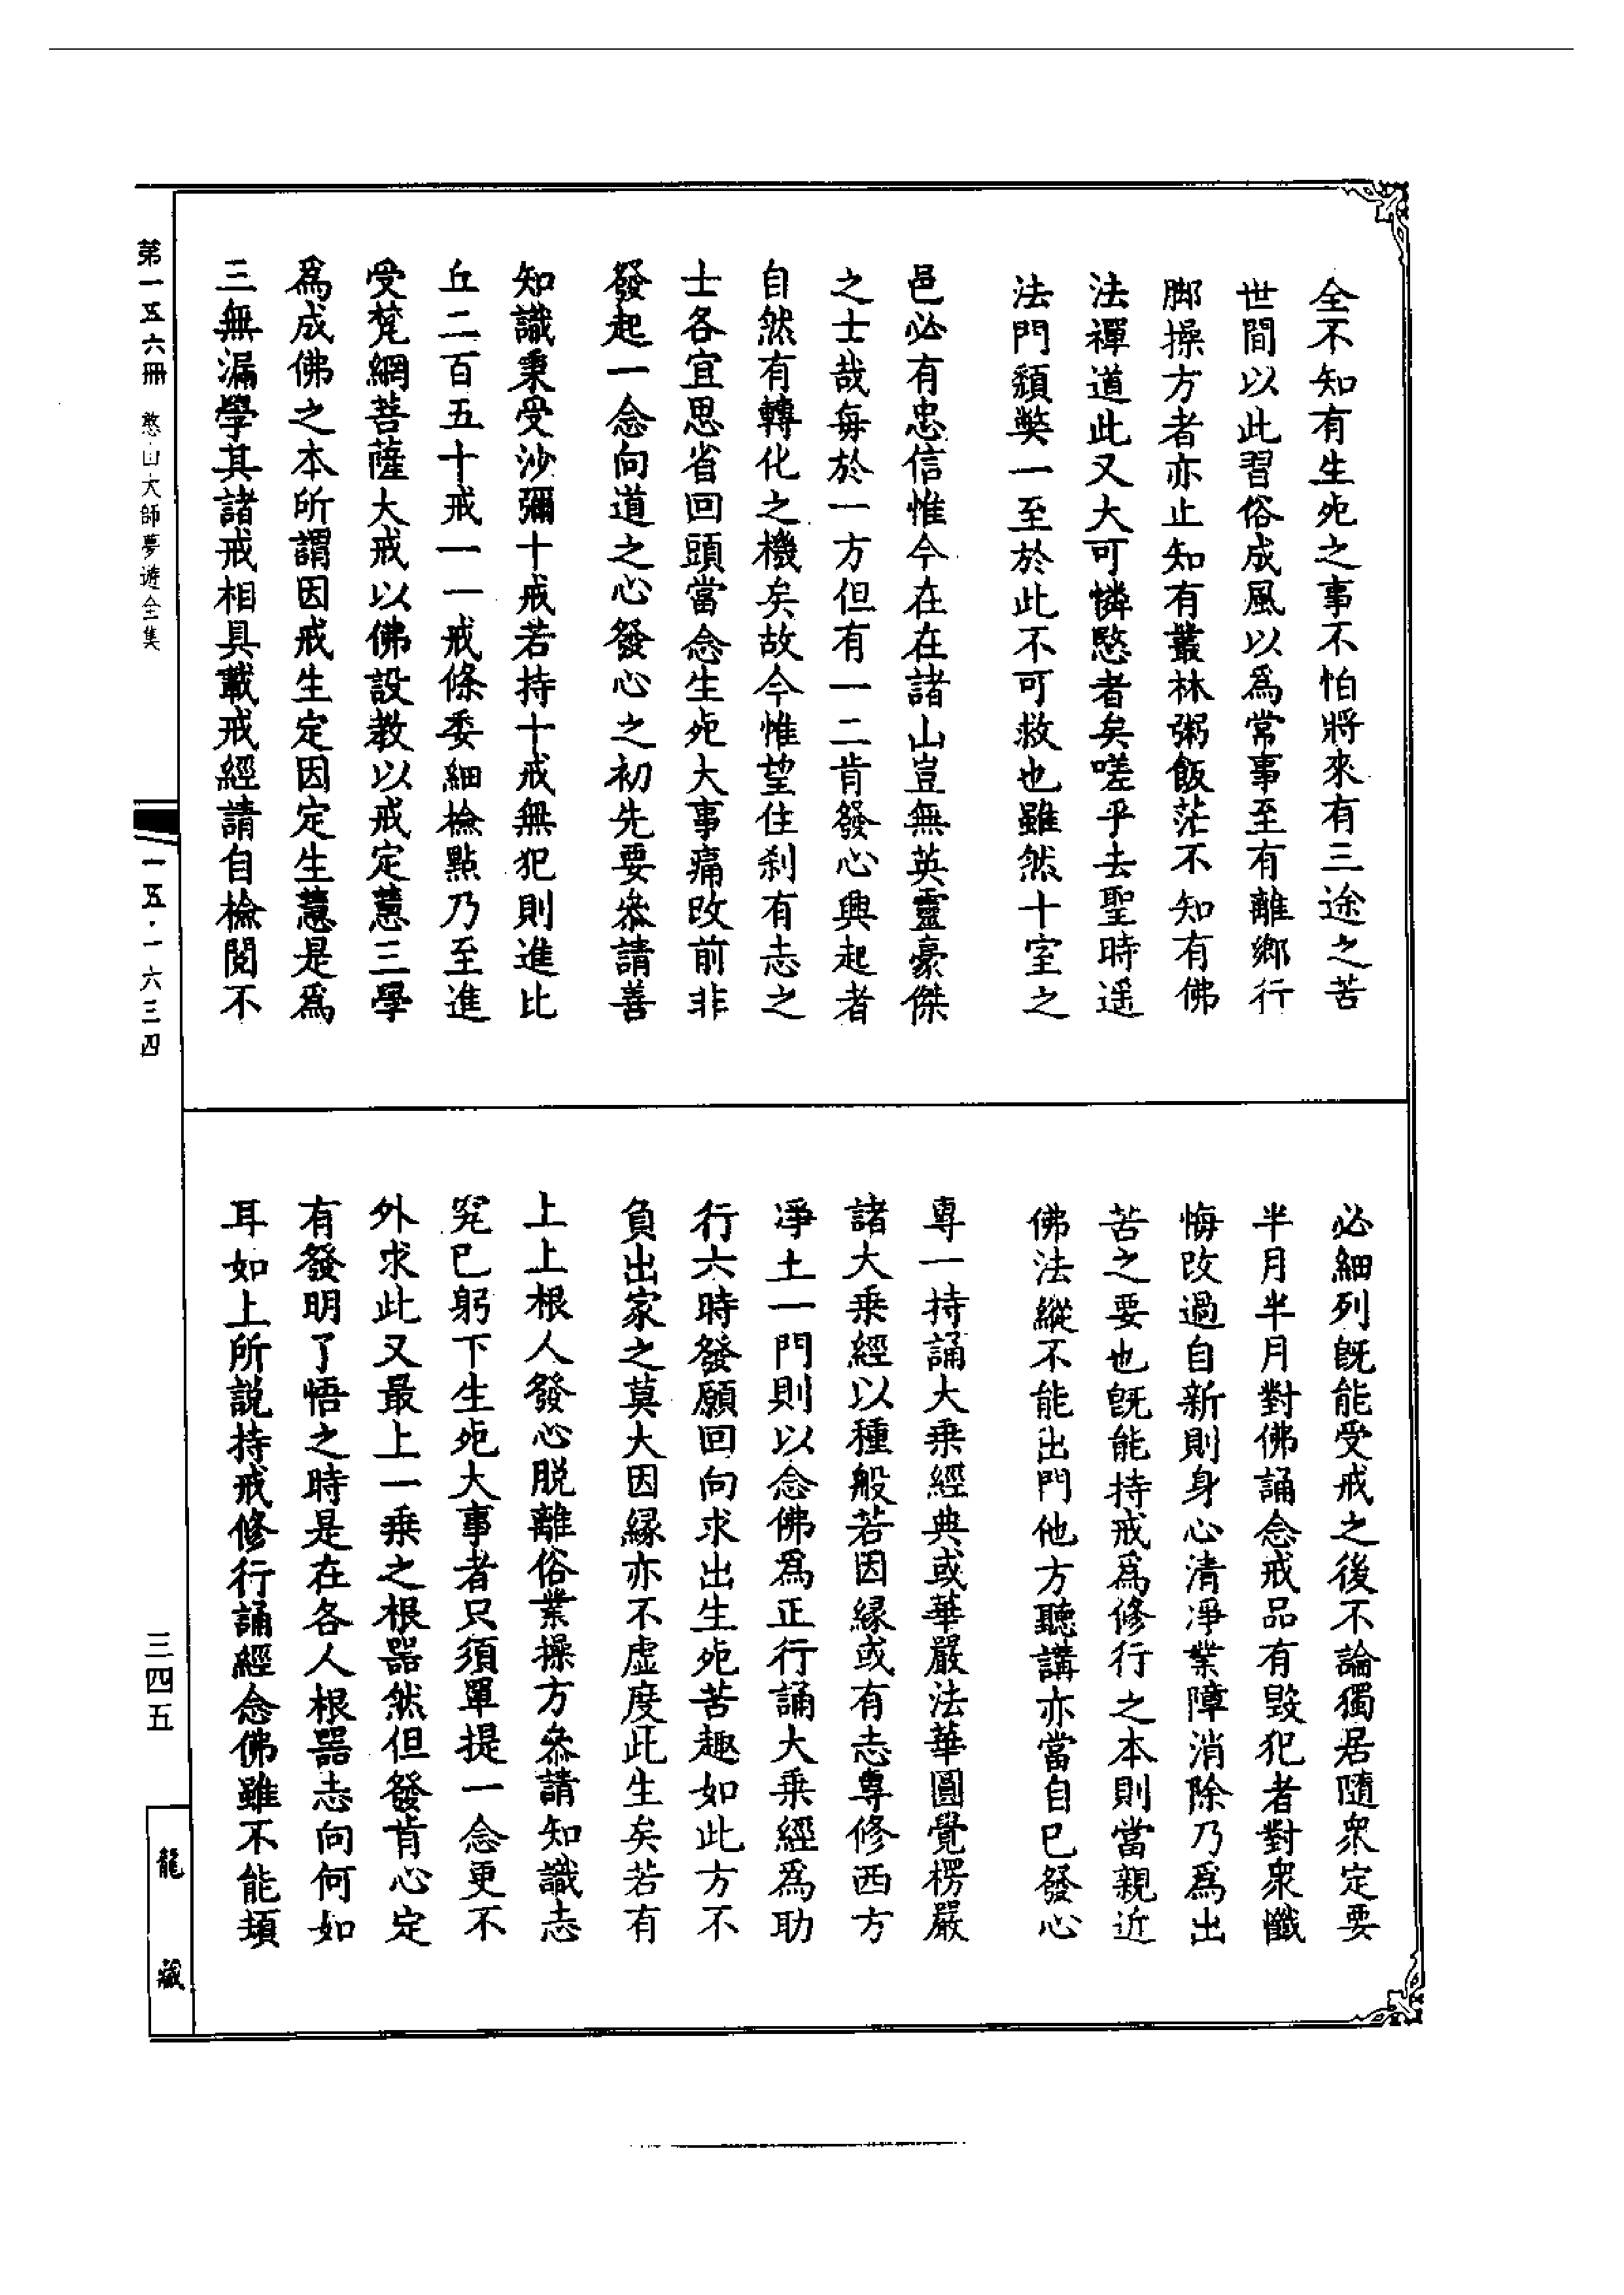 全不知有生死之事不怕將來有三途之苦
世間以此習俗成風以爲常事至有離鄉行
脚操方者亦止知有叢林粥飯茫不知有佛
法禪道此又大可憐愍者矣嗟乎去聖時遥
法門頹獘一至於此不可救也雖然十室之
邑必有忠信惟今在在諸山豈無英靈豪傑
之士哉每於一方但有一二肯發心興起者
自然有轉化之機矣故今惟望住刹有志之
士各宜思省回頭當念生死大事痛改前非
發起一念向道之心發心之初先要叅請善
知識秉受沙彌十戒若持十戒無犯則進比
丘二百五十戒一一戒條委細檢點乃至進
受梵網菩薩大戒以佛設教以戒定慧三學
爲成佛之本所謂因戒生定因定生慧是爲
三無漏學其諸戒相具載戒經請自檢閱不
必細列旣能受戒之後不論獨居隨衆定要
半月半月對佛誦念戒品有毀犯者對衆懺
悔改過自新則身心清凈業障消除乃爲出
苦之要也旣能持戒爲修行之本則當親近
佛法縱不能出門他方聽講亦當自已發心
專一持誦大乗經典或華嚴法華圓覺楞嚴
諸大乗經以種般若因緣或有志專修西方
凈土一門則以念佛爲正行誦大乗經爲助
行六時發願回向求出生死苦趣如此方不
負出家之莫大因緣亦不虛度此生矣若有
上上根人發心脫離俗業操方叅請知識志
究已躬下生死大事者只須單提一念更不
外求此又最上一乗之根器然但發肯心定
有發明了悟之時是在各人根器志向何如
耳如上所説持戒修行誦經念佛雖不能頓
第一五六冊　憨山大師夢遊全集
一五·一六三四
三四五
龍藏